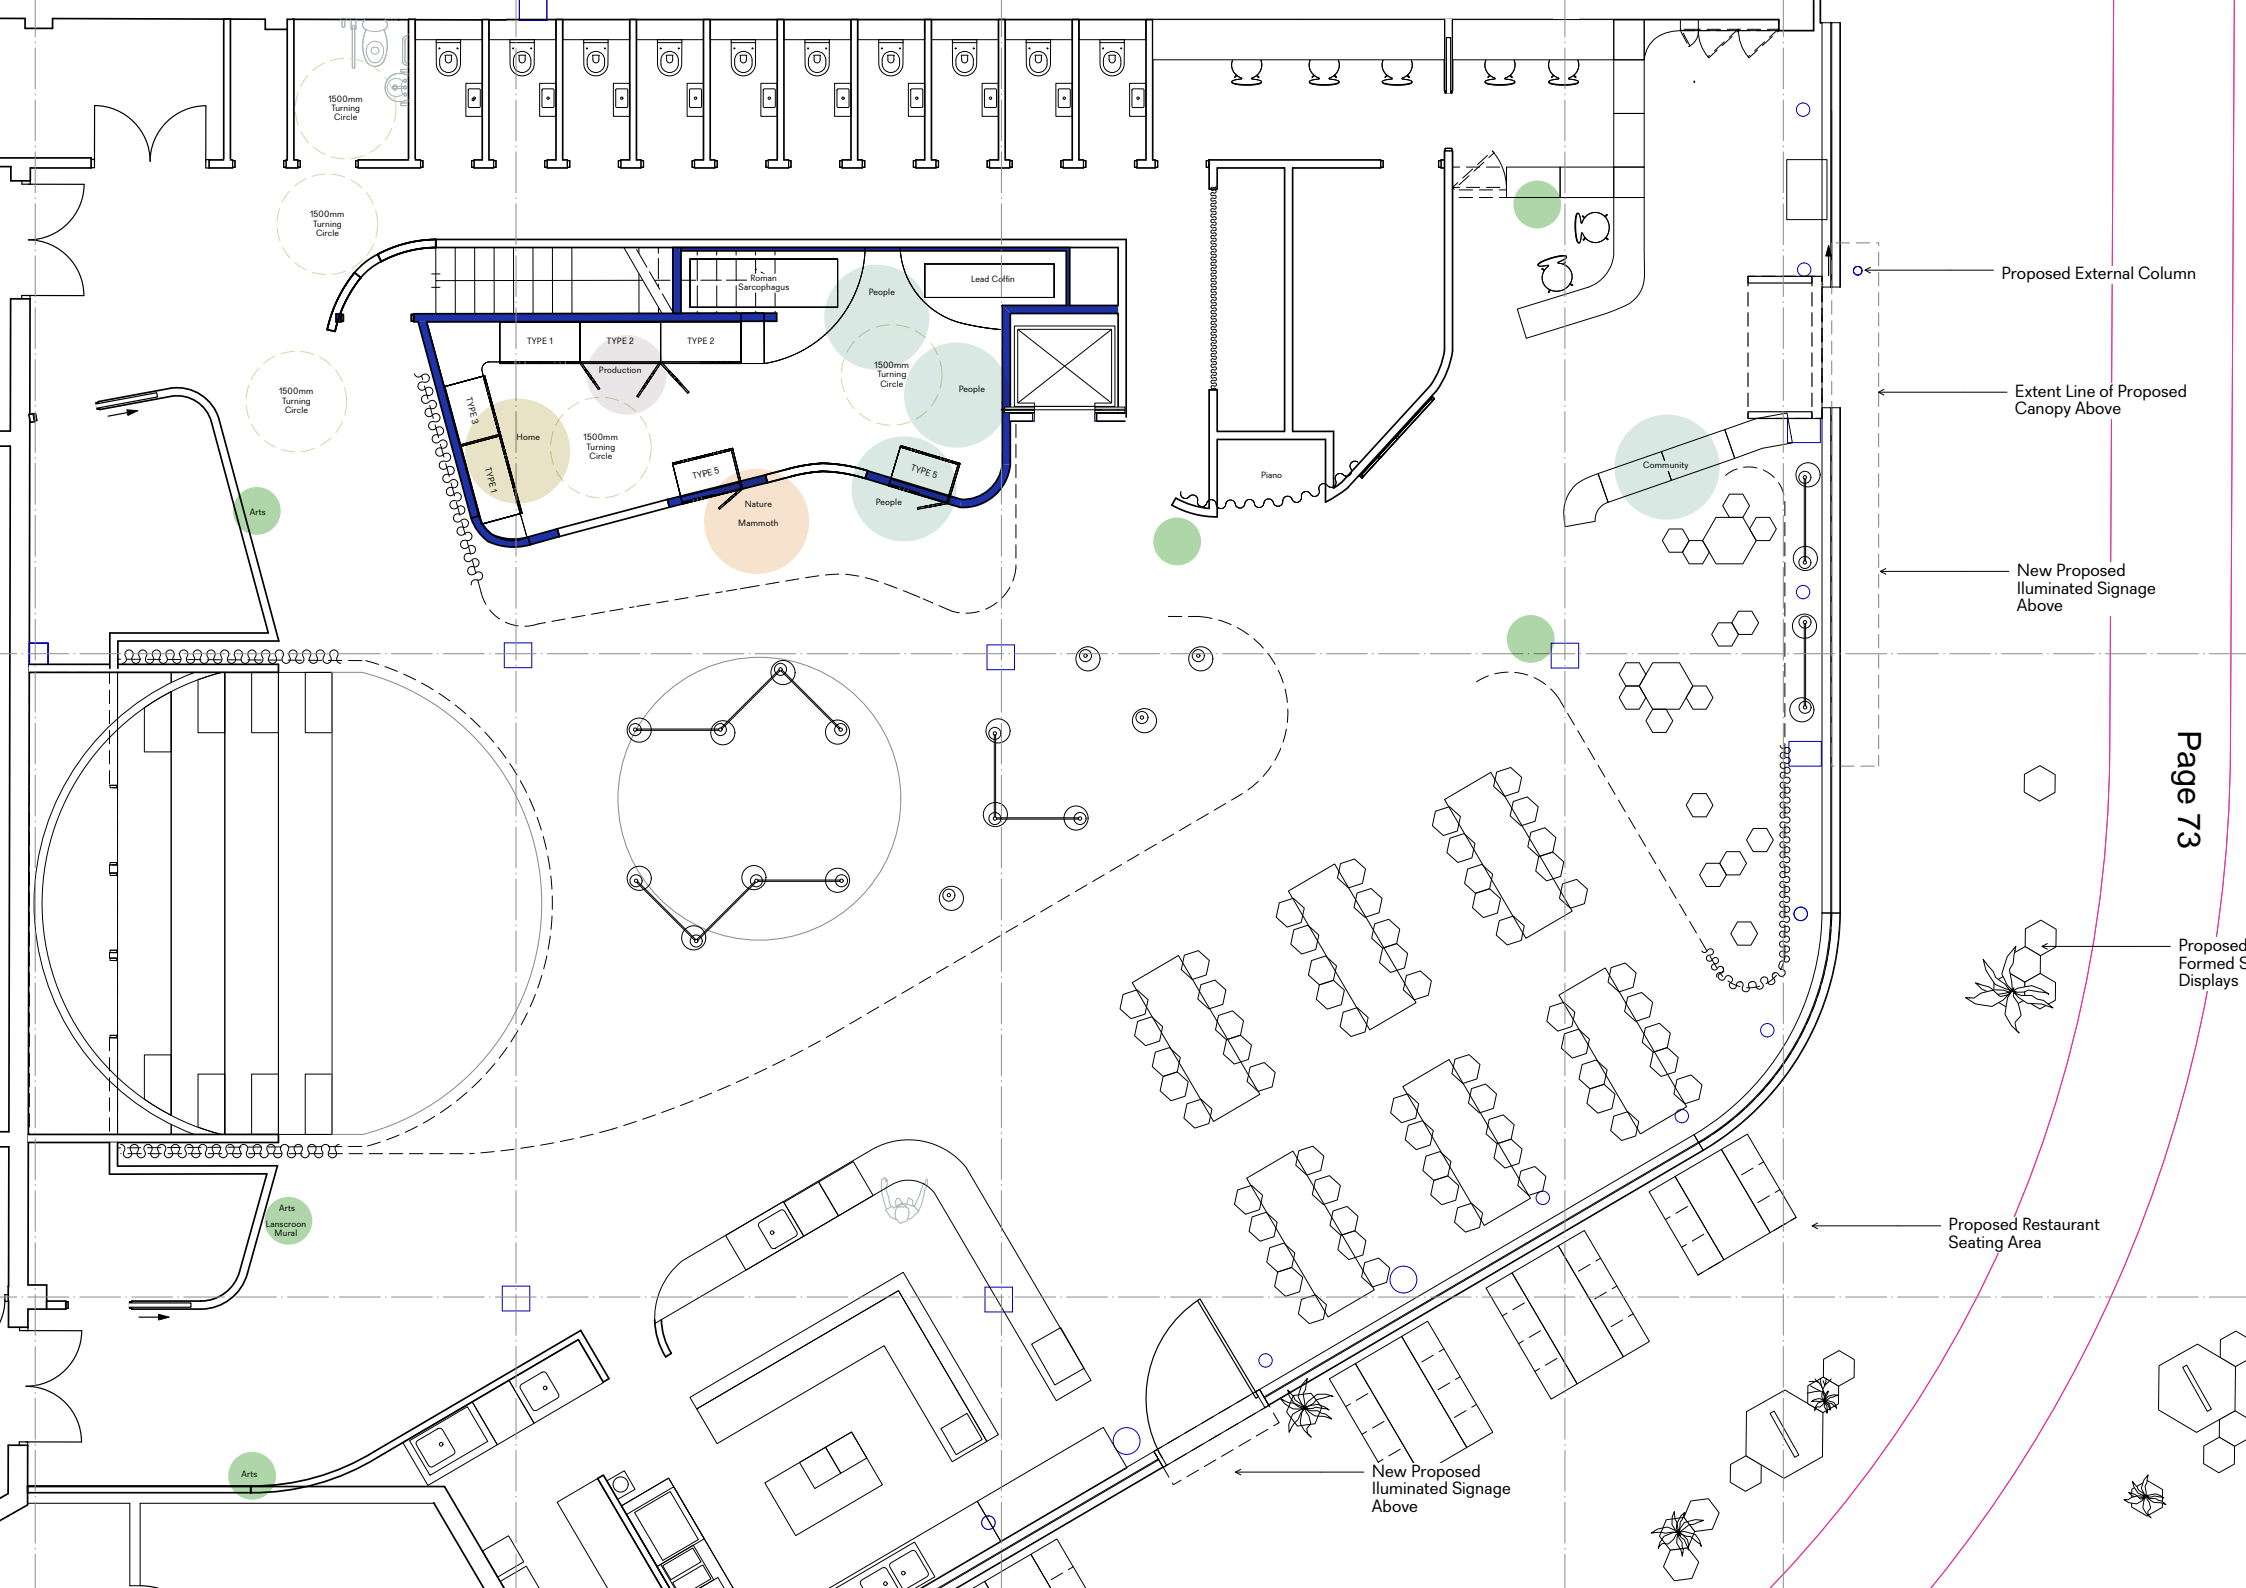 1500mm
Turning
Circle
1500mm
Turning
Circle
1500mm
Turning
Circle
Roman
Sarcophagus
People
Lead Coffin
TYPE 1
TYPE 2
TYPE 2
Production
1500mm
Turning
Circle
People
TYPE 3
Home
1500mm
Turning
Circle
TYPE 1
TYPE 5
TYPE 5
Nature
Mammoth
People
Arts
Piano
Community
Proposed External Column
Extent Line of Proposed
Canopy Above
New Proposed
Iluminated Signage
Above
Page 73
Proposed
Formed S
Displays
Arts
Lanscroon
Mural
Proposed Restaurant
Seating Area
Arts
New Proposed
Iluminated Signage
Above